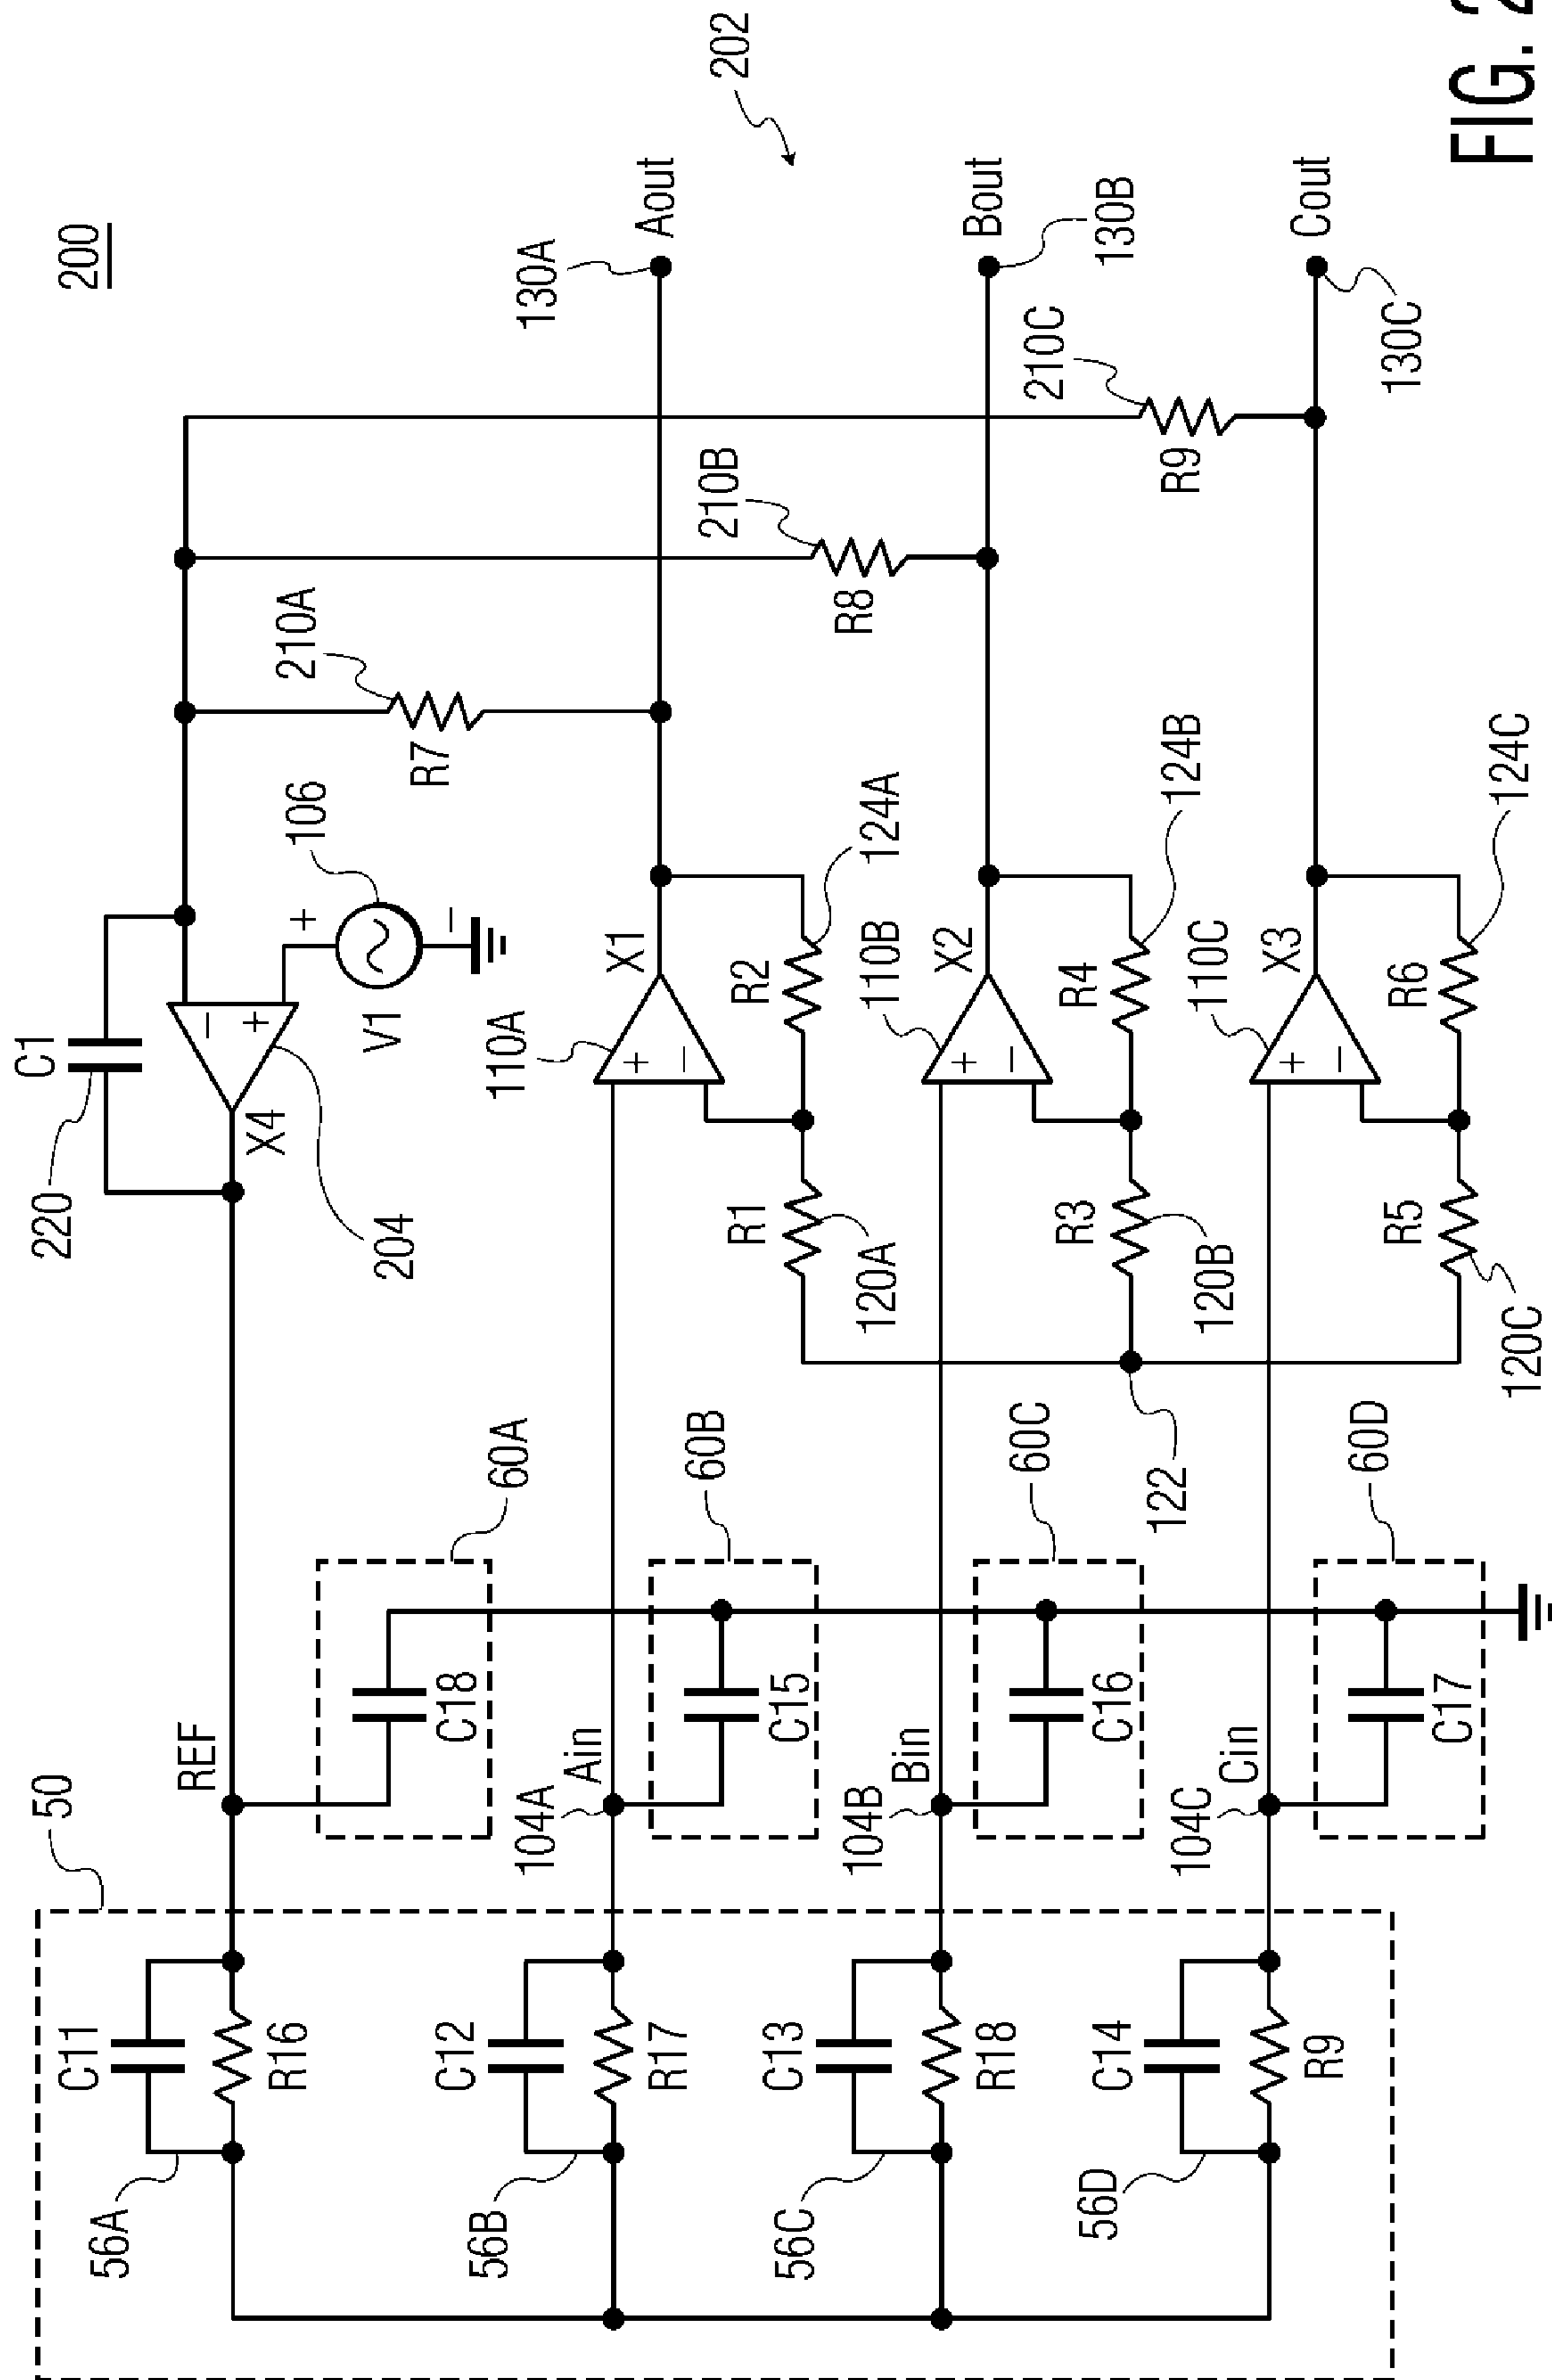 200
202
C1
220
X4
204
106
V1
210A
R7
210B
R8
210C
R9
50
REF
C11
R16
56A
60A
C18
130A
Aout
110A
X1
R2
124A
R1
120A
104A
Ain
C12
R17
56B
60B
C15
130B
Bout
110B
X2
R4
124B
R3
120B
122
104B
Bin
C13
R18
56C
60C
C16
130C
Cout
110C
X3
R6
124C
R5
120C
104C
Cin
C14
R9
56D
60D
C17
+
−
+
−
+
−
+
−
+
−
FIG. 2